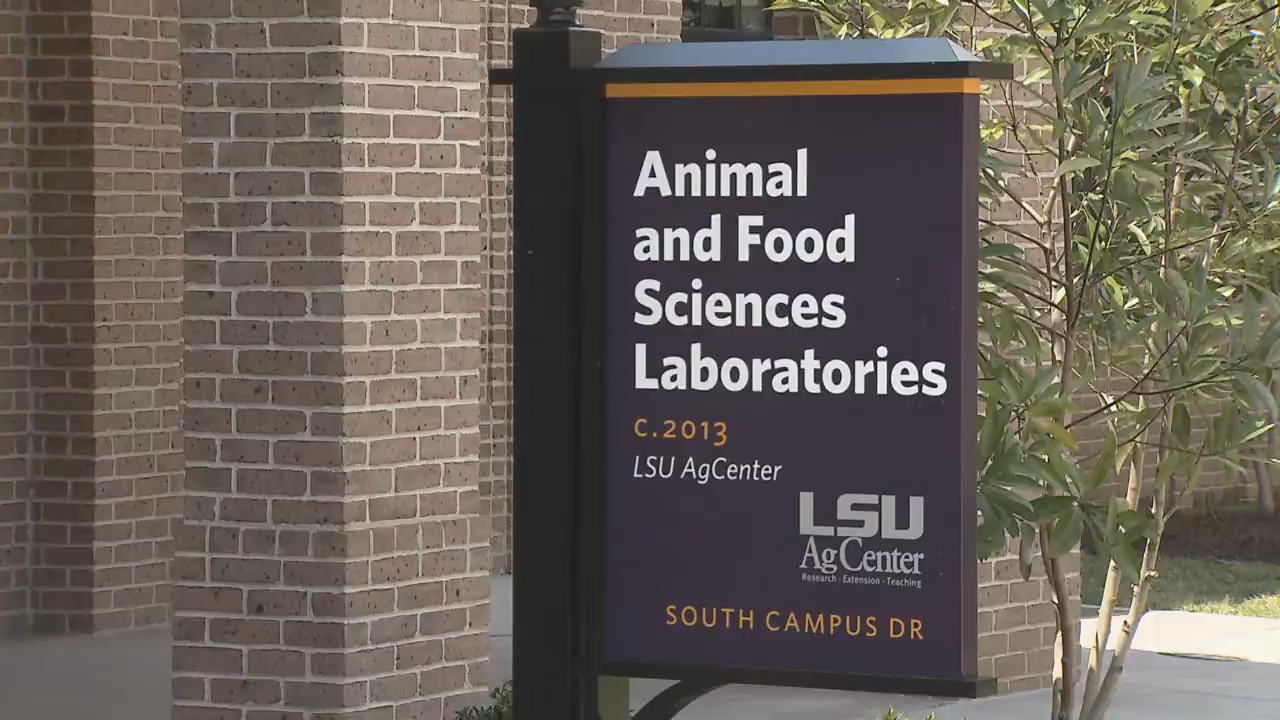 Animal
and Food
Sciences
Laboratories
C.2013
LSU AgCenter
LSU
AgCenter
Research · Extension · Teaching
SOUTH CAMPUS DR